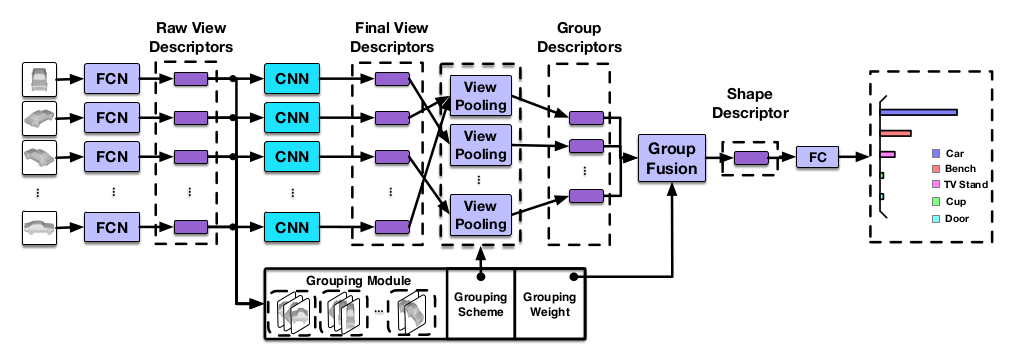 Raw View
Descriptors
Final View
Descriptors
Group
Descriptors
Shape
Descriptor
FCN
CNN
View
Pooling
FCN
CNN
View
Pooling
FCN
CNN
...
...
...
...
...
...
...
View
Pooling
FCN
CNN
Group
Fusion
FC
Car
Bench
TV Stand
Cup
Door
Grouping Module
...
Grouping
Scheme
Grouping
Weight